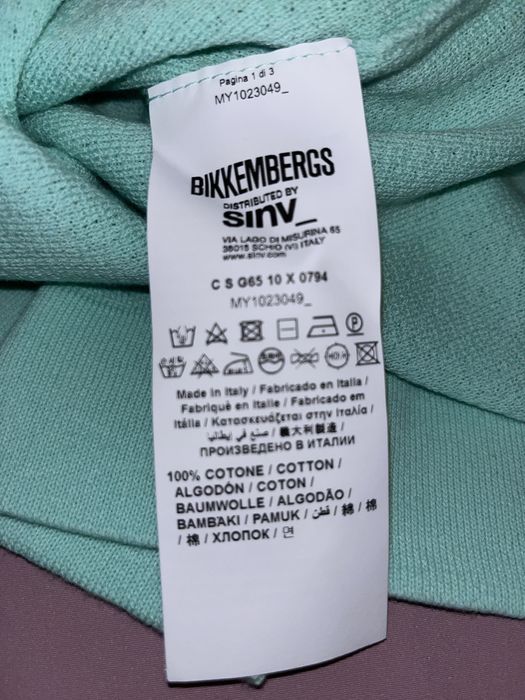 Pagina 1 di 3
MY1023049_
BIKKEMBERGS
DISTRIBUTED BY
sinv_
VIA LAGO DI MISURINA 65
36015 SCHIO (VI) ITALY
www.sinv.com
C S G65 10 X 0794
MY1023049_
Made in Italy / Fabricado en Italia /
Fabriqué en Italie / Fabricado em
Itália / Κατασκευάζεται στην Ιταλία /
صنع في إيطاليا / 義大利製造 /
ПРОИЗВЕДЕНО В ИТАЛИИ
100% COTONE / COTTON /
ALGODÓN / COTON /
BAUMWOLLE / ALGODÃO /
ΒΑΜΒΆΚΙ / PAMUK / قطن / 綿 / 棉
/ 棉 / ХЛОПОК / 면